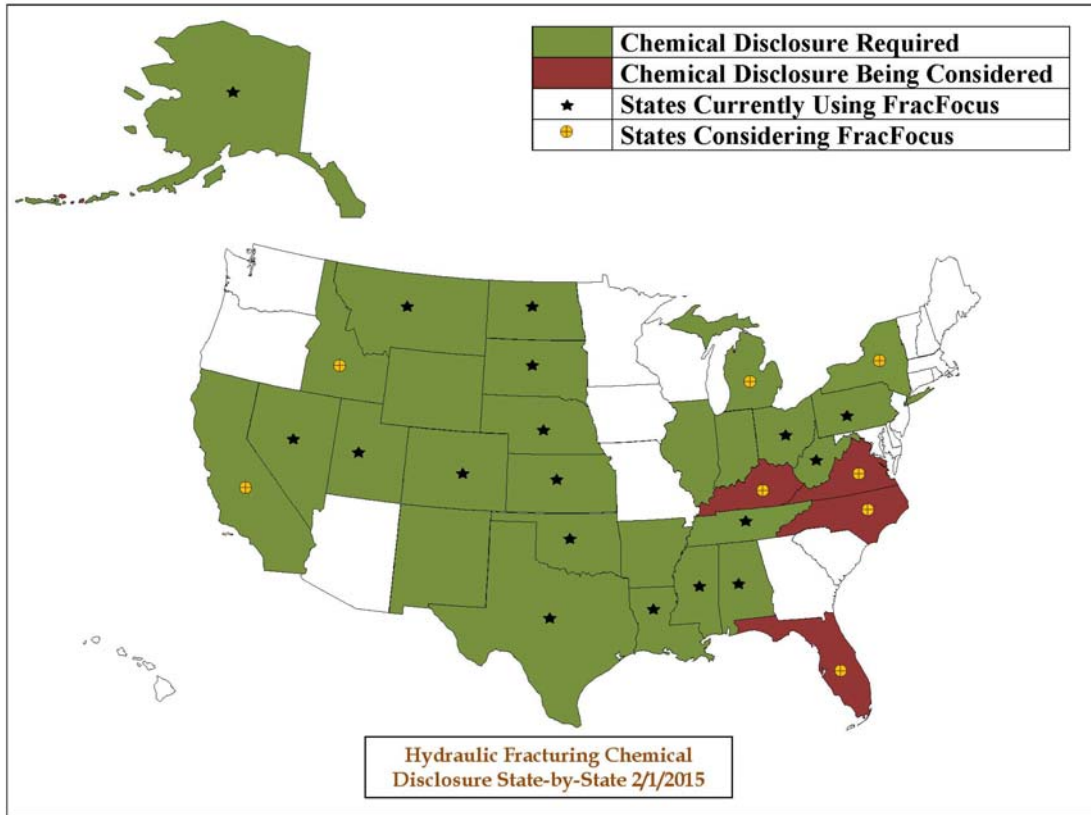 Chemical Disclosure Required
Chemical Disclosure Being Considered
States Currently Using FracFocus
States Considering FracFocus
Hydraulic Fracturing Chemical
Disclosure State-by-State 2/1/2015